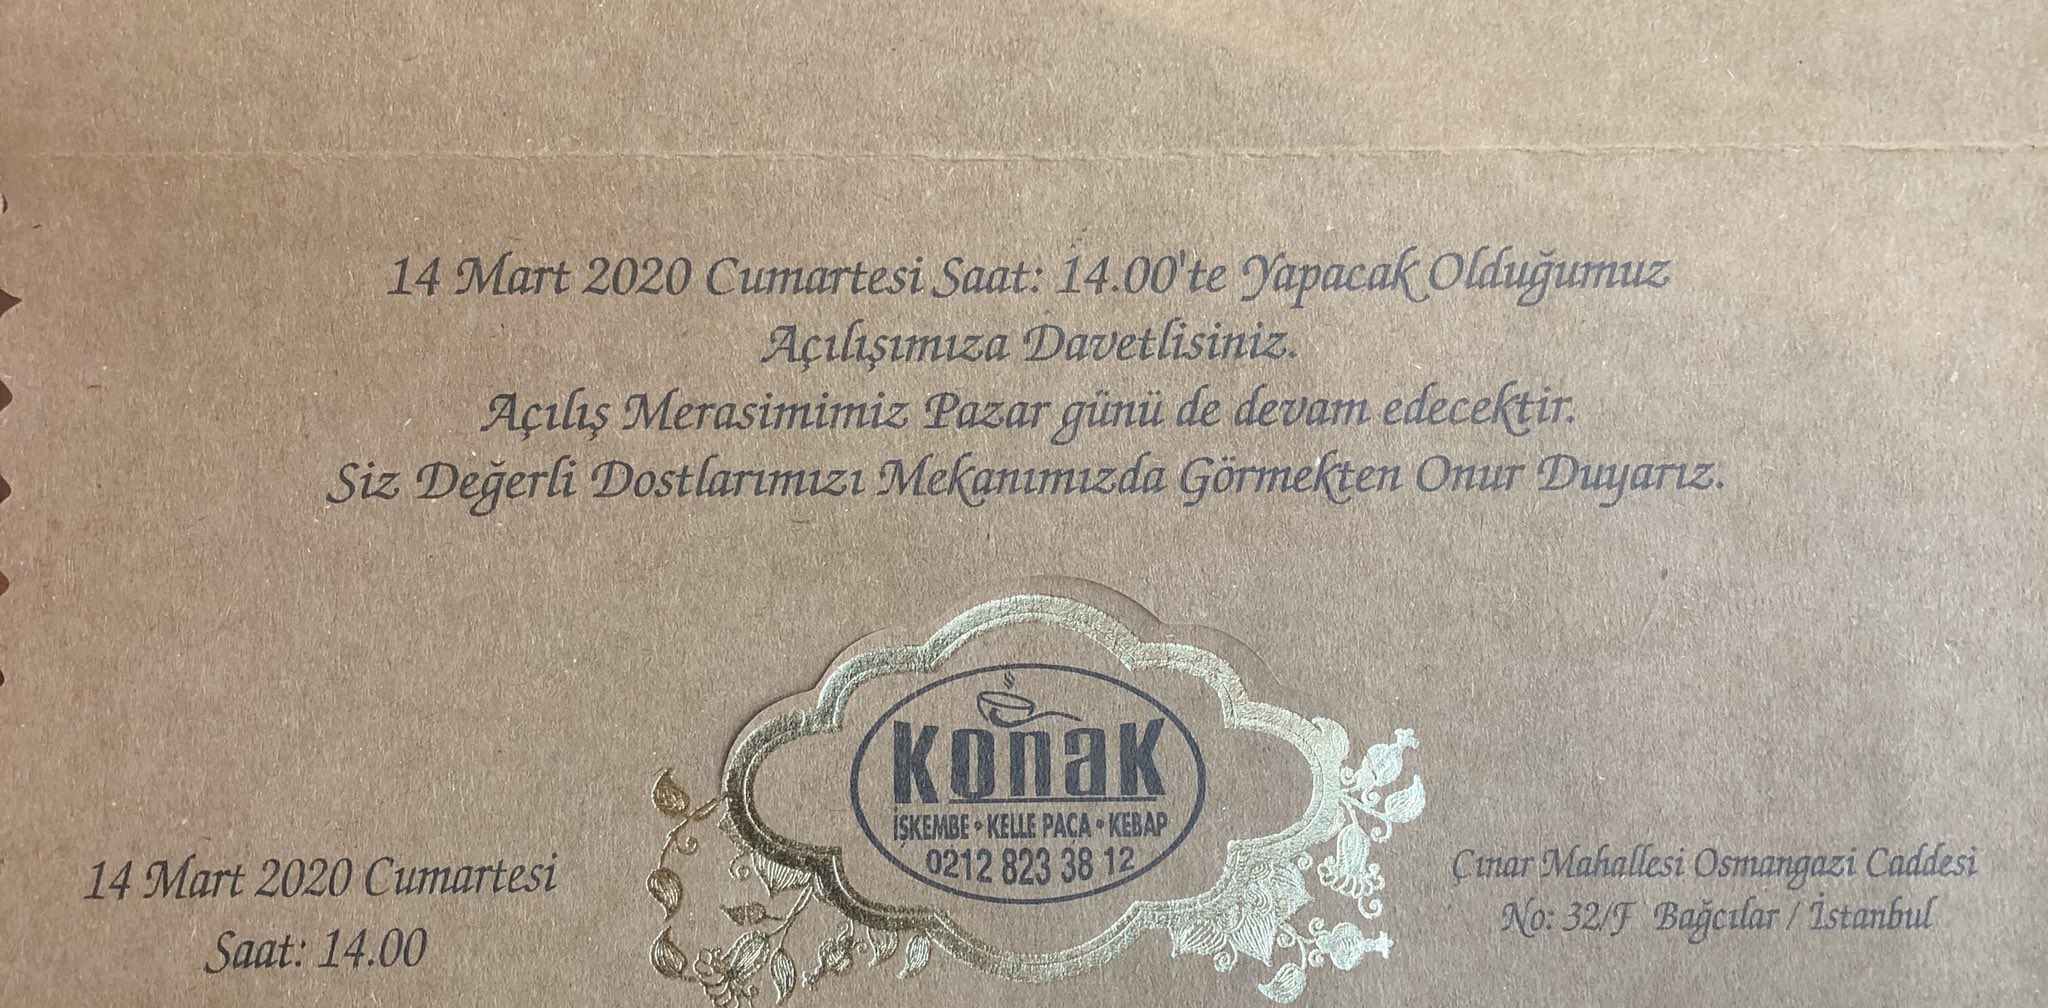 14 Mart 2020 Cumartesi Saat: 14.00'te Yapacak Olduğumuz
Açılışımıza Davetlisiniz.
Açılış Merasimimiz Pazar günü de devam edecektir.
Siz Değerli Dostlarımızı Mekanımızda Görmekten Onur Duyarız.
konak
İŞKEMBE • KELLE PAÇA • KEBAP
0212 823 38 12
14 Mart 2020 Cumartesi
Saat: 14.00
Çınar Mahallesi Osmangazi Caddesi
No: 32/F Bağcılar / İstanbul